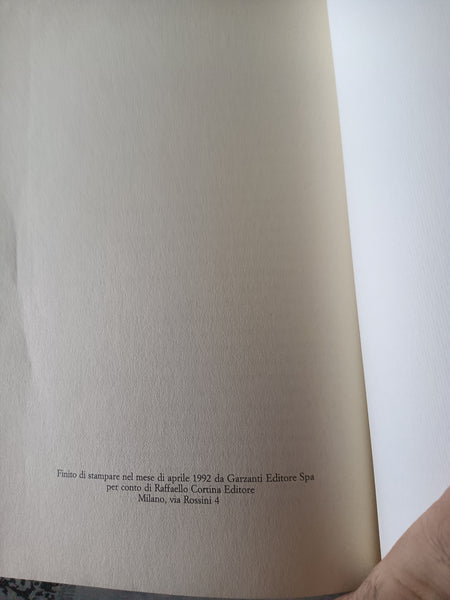 Finito di stampare nel mese di aprile 1992 da Garzanti Editore Spa
per conto di Raffaello Cortina Editore
Milano, via Rossini 4